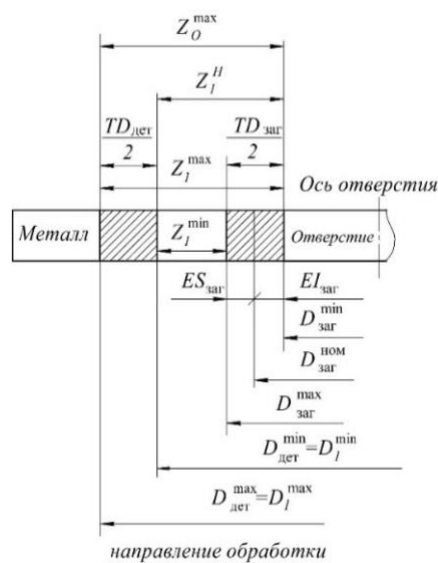 Z_O^max
Z_1^H
TD_дет/2 TD_заг/2
Z_1^max
Ось отверстия
Металл Z_1^min Отверстие
ES_заг EI_заг
D_заг^min
D_заг^ном
D_заг^max
D_дет^min=D_1^min
D_дет^max=D_1^max
направление обработки